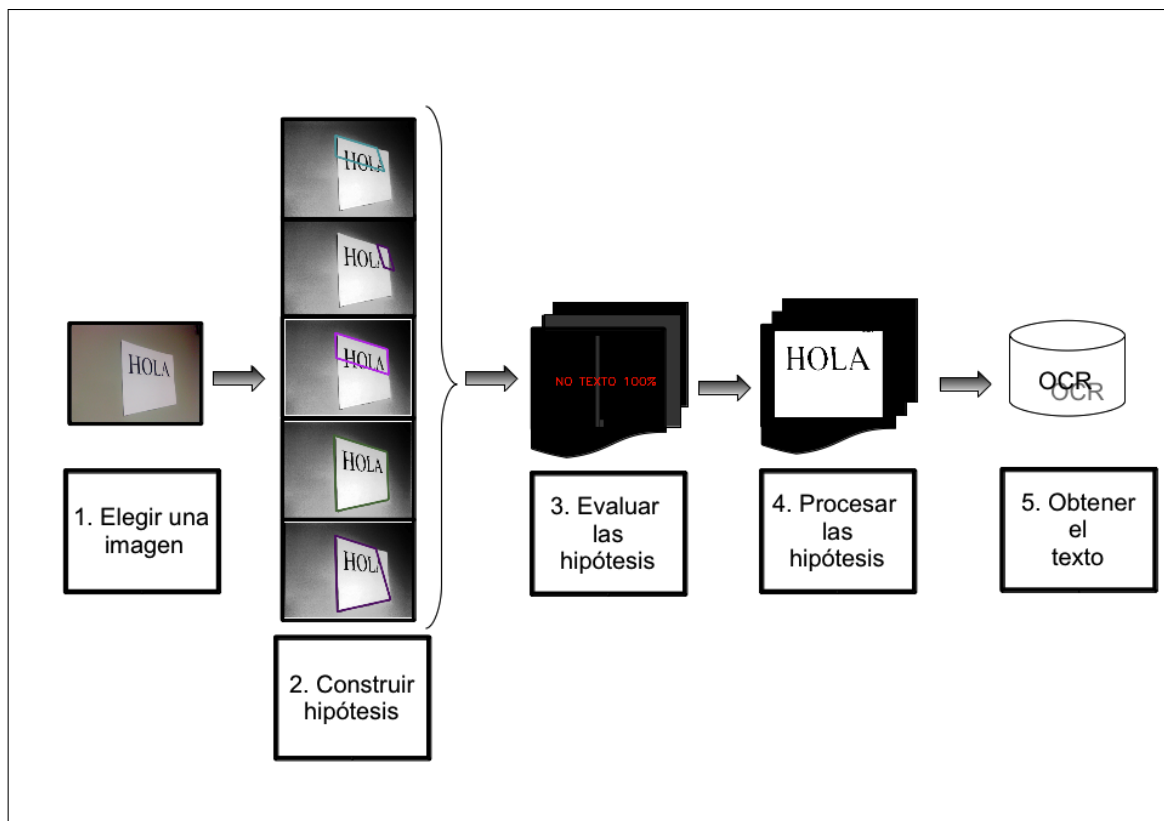 HOLA
HOLA
HOLA
HOLA
HOLA
HOL
NO TEXTO 100%
HOLA
OCR
OCR
1. Elegir una
imagen
2. Construir
hipótesis
3. Evaluar
las
hipótesis
4. Procesar
las
hipótesis
5. Obtener
el
texto